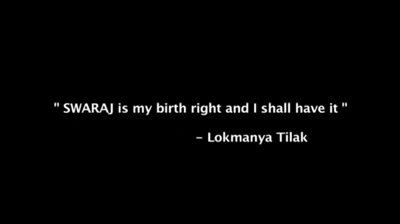 " SWARAJ is my birth right and I shall have it "
- Lokmanya Tilak